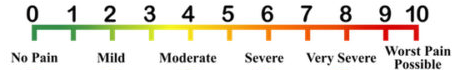 0 1 2 3 4 5 6 7 8 9 10
No Pain Mild Moderate Severe Very Severe Worst Pain
Possible